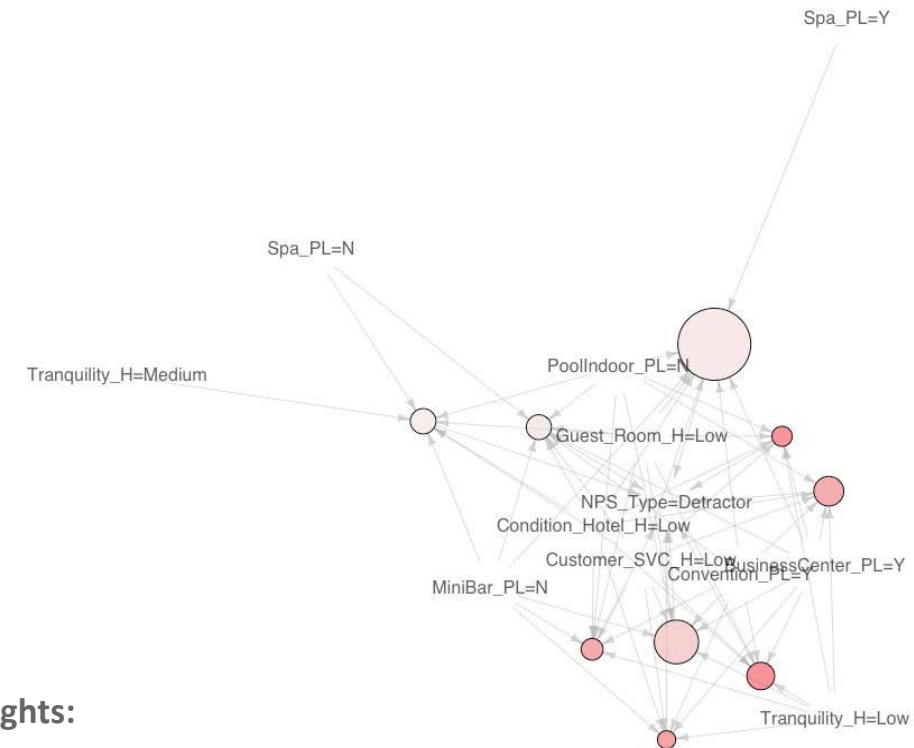 Spa_PL=Y
Spa_PL=N
PoolIndoor_PL=N
Tranquility_H=Medium
Guest_Room_H=Low
NPS_Type=Detractor
Condition_Hotel_H=Low
Customer_SVC_H=Low
BusinessCenter_PL=Y
Convention_PL=Y
MiniBar_PL=N
Tranquility_H=Low
ghts: